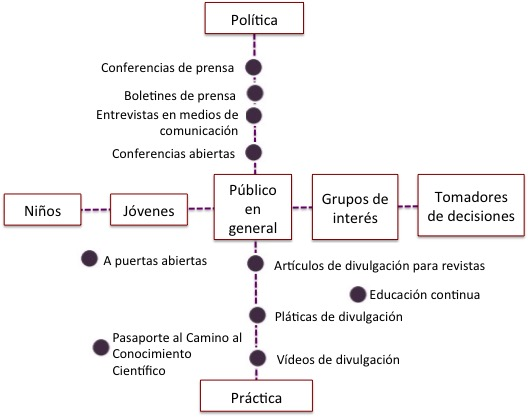 Política
Conferencias de prensa
Boletines de prensa
Entrevistas en medios de
comunicación
Conferencias abiertas
Niños
Jóvenes
Público
en
general
Grupos de
interés
Tomadores
de decisiones
A puertas abiertas
Artículos de divulgación para revistas
Educación continua
Pláticas de divulgación
Pasaporte al Camino al
Conocimiento
Científico
Vídeos de divulgación
Práctica